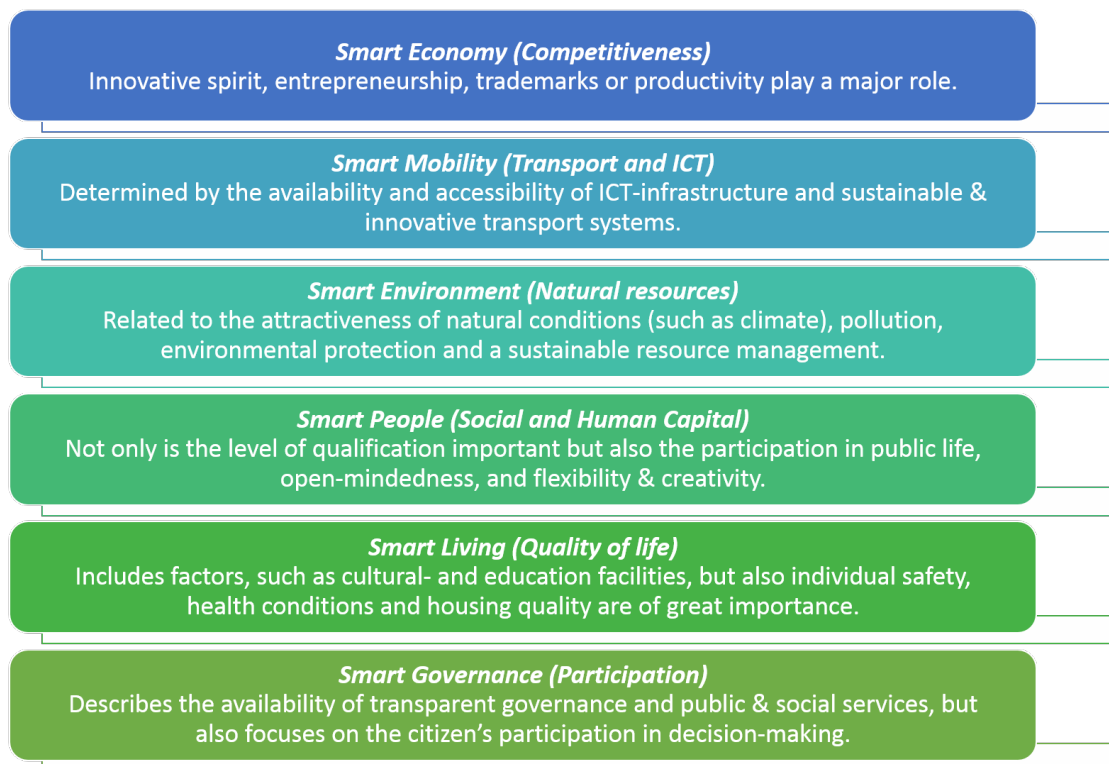 Smart Economy (Competitiveness)
Innovative spirit, entrepreneurship, trademarks or productivity play a major role.
Smart Mobility (Transport and ICT)
Determined by the availability and accessibility of ICT-infrastructure and sustainable &
innovative transport systems.
Smart Environment (Natural resources)
Related to the attractiveness of natural conditions (such as climate), pollution,
environmental protection and a sustainable resource management.
Smart People (Social and Human Capital)
Not only is the level of qualification important but also the participation in public life,
open-mindedness, and flexibility & creativity.
Smart Living (Quality of life)
Includes factors, such as cultural- and education facilities, but also individual safety,
health conditions and housing quality are of great importance.
Smart Governance (Participation)
Describes the availability of transparent governance and public & social services, but
also focuses on the citizen’s participation in decision-making.